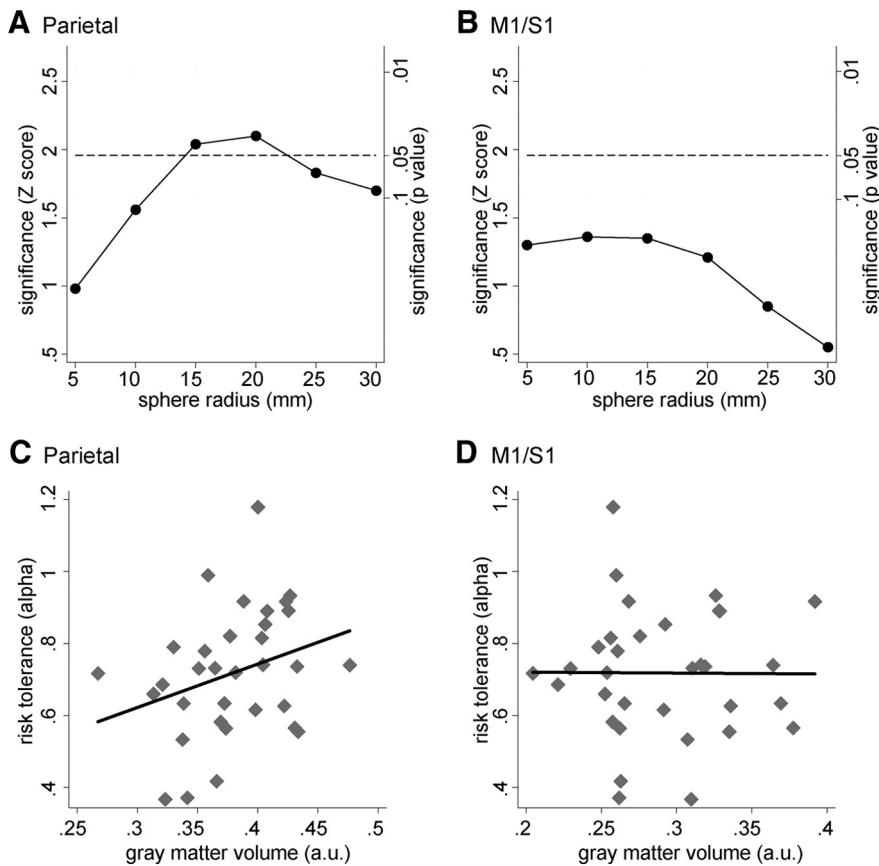 A Parietal
2.5
2
1.5
1
.5
significance (Z score)
.01
.05
.1
significance (p value)
5 10 15 20 25 30
sphere radius (mm)
B M1/S1
2.5
2
1.5
1
.5
significance (Z score)
.01
.05
.1
significance (p value)
5 10 15 20 25 30
sphere radius (mm)
C Parietal
1.2
1
.8
.6
.4
risk tolerance (alpha)
.25 .3 .35 .4 .45 .5
gray matter volume (a.u.)
D M1/S1
1.2
1
.8
.6
.4
risk tolerance (alpha)
.2 .25 .3 .35 .4
gray matter volume (a.u.)